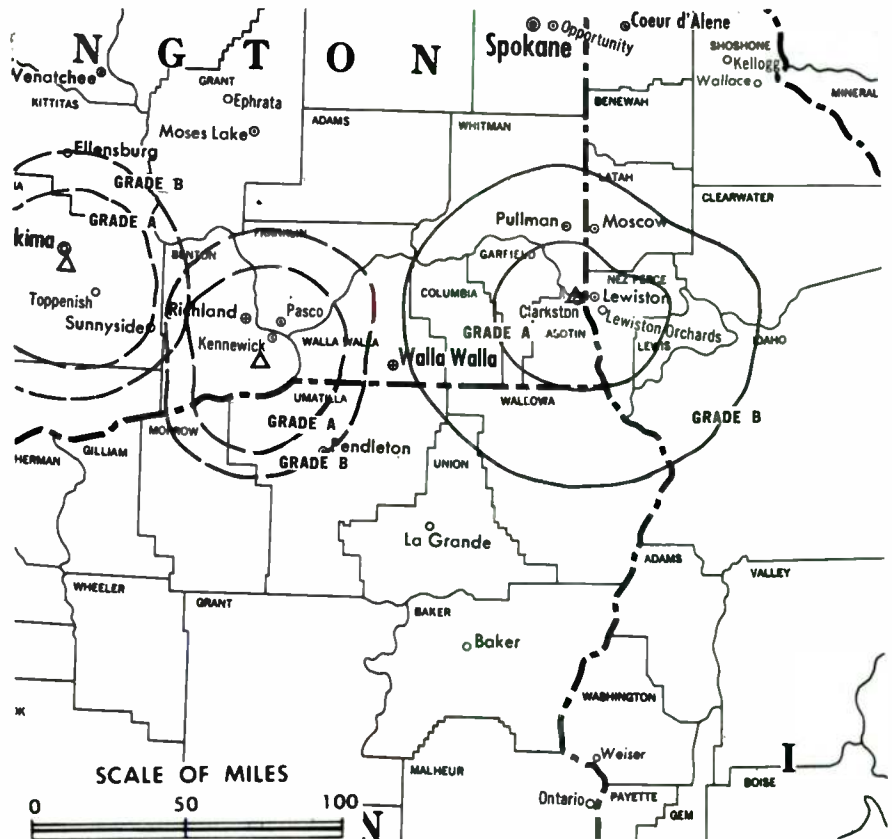 N G T O N
Spokane
Opportunity
Coeur d'Alene
SHOSHONE
Kellogg
Wallace
MINERAL
Venatchee
GRANT
KITTITAS
Ephrata
BENEWAH
ADAMS
WHITMAN
Moses Lake
Ellensburg
GRADE B
LATAH
CLEARWATER
GRADE A
Pullman
Moscow
FRANKLIN
kima
BENTON
GARFIELD
NEZ PERCE
Toppenish
COLUMBIA
Lewiston
Richland
Pasco
Clarkston
Lewiston Orchards
Sunnyside
Kennewick
WALLA WALLA
GRADE A
ASOTIN
LEWIS
IDAHO
Walla Walla
UMATILLA
WALLOWA
GRADE B
MORROW
GRADE A
Pendleton
GILLIAM
HERMAN
GRADE B
UNION
La Grande
ADAMS
VALLEY
WHEELER
GRANT
BAKER
Baker
WASHINGTON
Weiser
I
SCALE OF MILES
MALHEUR
BOISE
Ontario
PAYETTE
0 50 100
N
GEM